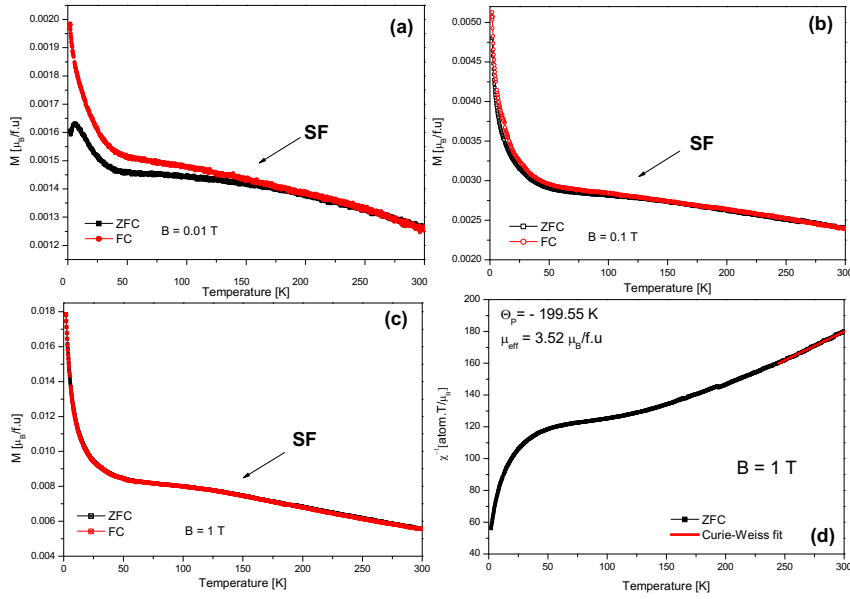 (a)
SF
ZFC
FC
B = 0.01 T
M [μB/f.u]
0.0020
0.0019
0.0018
0.0017
0.0016
0.0015
0.0014
0.0013
0.0012
0 50 100 150 200 250 300
Temperature [K]
(b)
SF
ZFC
FC
B = 0.1 T
M [μB/f.u]
0.0050
0.0045
0.0040
0.0035
0.0030
0.0025
0.0020
0 50 100 150 200 250 300
Temperature [K]
(c)
SF
ZFC
FC
B = 1 T
M [μB/f.u]
0.018
0.016
0.014
0.012
0.010
0.008
0.006
0.004
0 50 100 150 200 250 300
Temperature [K]
ΘP= - 199.55 K
μeff = 3.52 μB/f.u
B = 1 T
ZFC
Curie-Weiss fit
(d)
χ⁻¹[atom.T/μB]
200
180
160
140
120
100
80
60
40
0 50 100 150 200 250 300
Temperature [K]